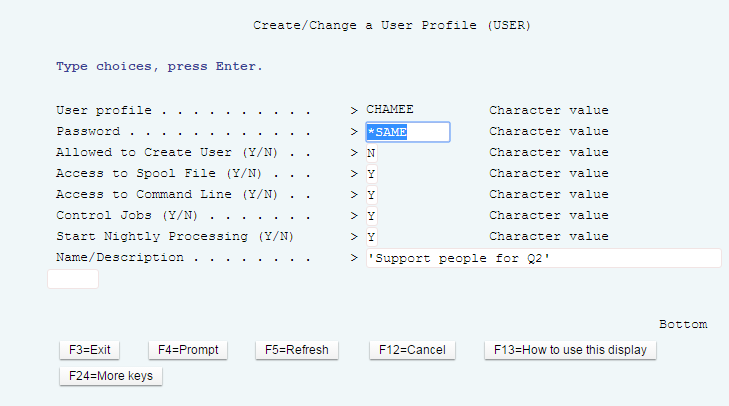 Create/Change a User Profile (USER)
Type choices, press Enter.
User profile . . . . . . . . . . > CHAMEE Character value
Password . . . . . . . . . . . . > *SAME Character value
Allowed to Create User (Y/N) . . > N Character value
Access to Spool File (Y/N) . . . > Y Character value
Access to Command Line (Y/N) . . > Y Character value
Control Jobs (Y/N) . . . . . . . > Y Character value
Start Nightly Processing (Y/N) > Y Character value
Name/Description . . . . . . . . > 'Support people for Q2'
Bottom
F3=Exit F4=Prompt F5=Refresh F12=Cancel F13=How to use this display
F24=More keys